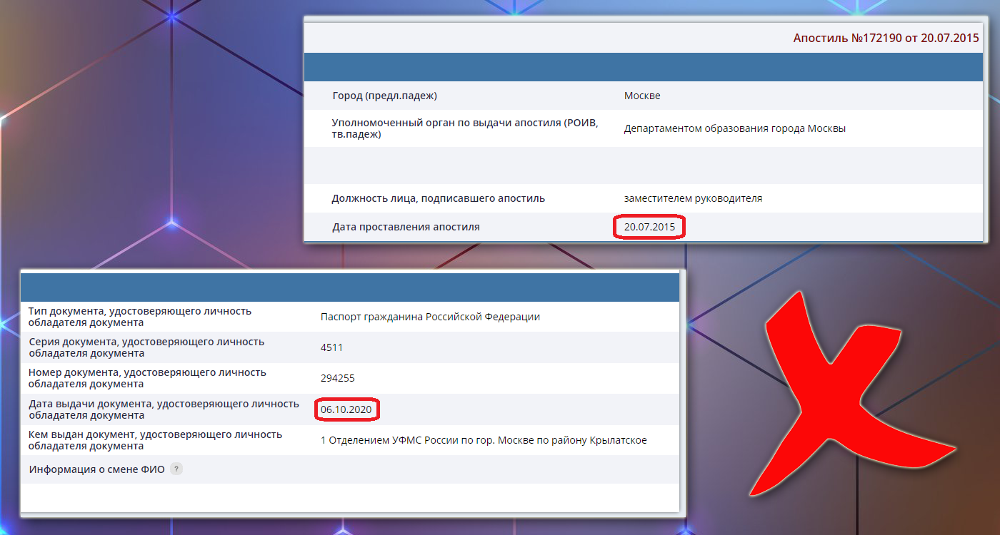 Апостиль №172190 от 20.07.2015
Город (предл.падеж) Москве
Уполномоченный орган по выдачи апостиля (РОИВ,
тв.падеж) Департаментом образования города Москвы
Должность лица, подписавшего апостиль заместителем руководителя
Дата проставления апостиля 20.07.2015
Тип документа, удостоверяющего личность
обладателя документа Паспорт гражданина Российской Федерации
Серия документа, удостоверяющего личность
обладателя документа 4511
Номер документа, удостоверяющего личность
обладателя документа 294255
Дата выдачи документа, удостоверяющего личность
обладателя документа 06.10.2020
Кем выдан документ, удостоверяющего личность
обладателя документа 1 Отделением УФМС России по гор. Москве по району Крылатское
Информация о смене ФИО ?